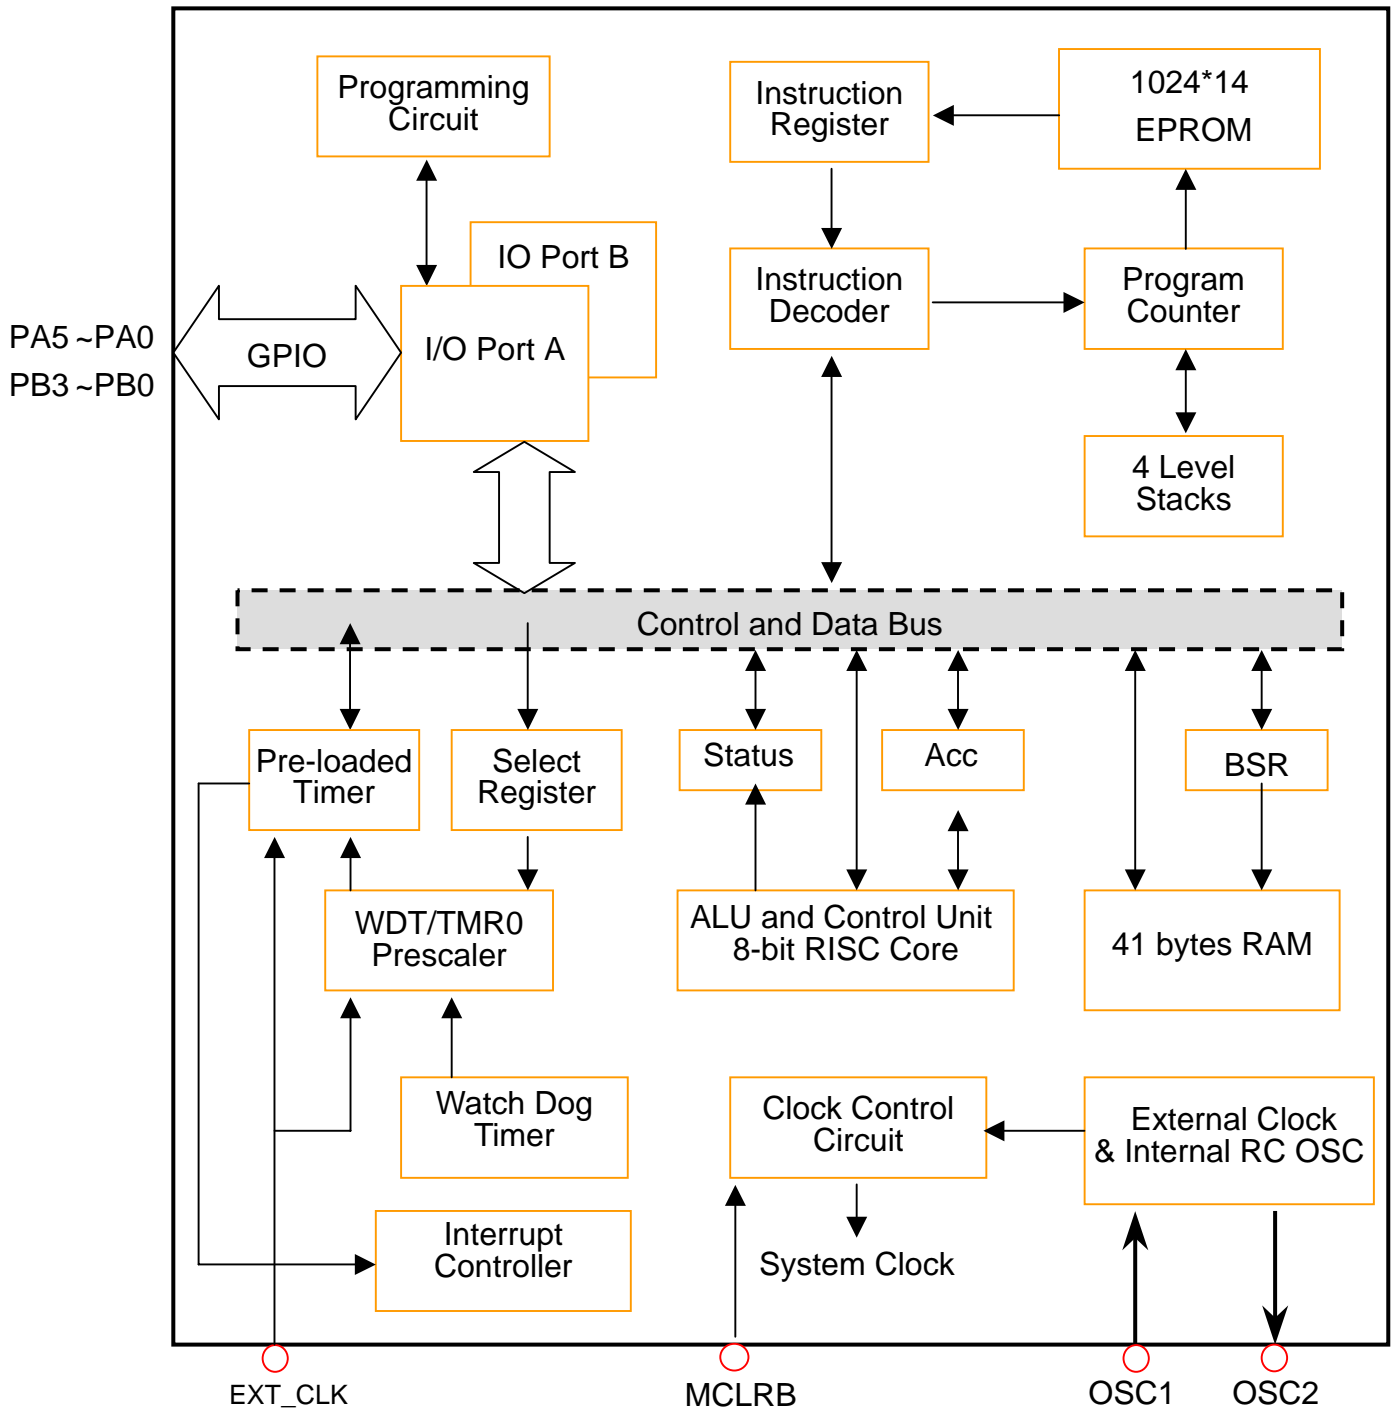 Programming
Circuit
Instruction
Register
1024*14
EPROM
IO Port B
Instruction
Decoder
Program
Counter
PA5 ~PA0
PB3 ~PB0
GPIO
I/O Port A
4 Level
Stacks
Control and Data Bus
Pre-loaded
Timer
Select
Register
Status
Acc
BSR
WDT/TMR0
Prescaler
ALU and Control Unit
8-bit RISC Core
41 bytes RAM
Watch Dog
Timer
Clock Control
Circuit
External Clock
& Internal RC OSC
Interrupt
Controller
System Clock
EXT_CLK
MCLRB
OSC1
OSC2